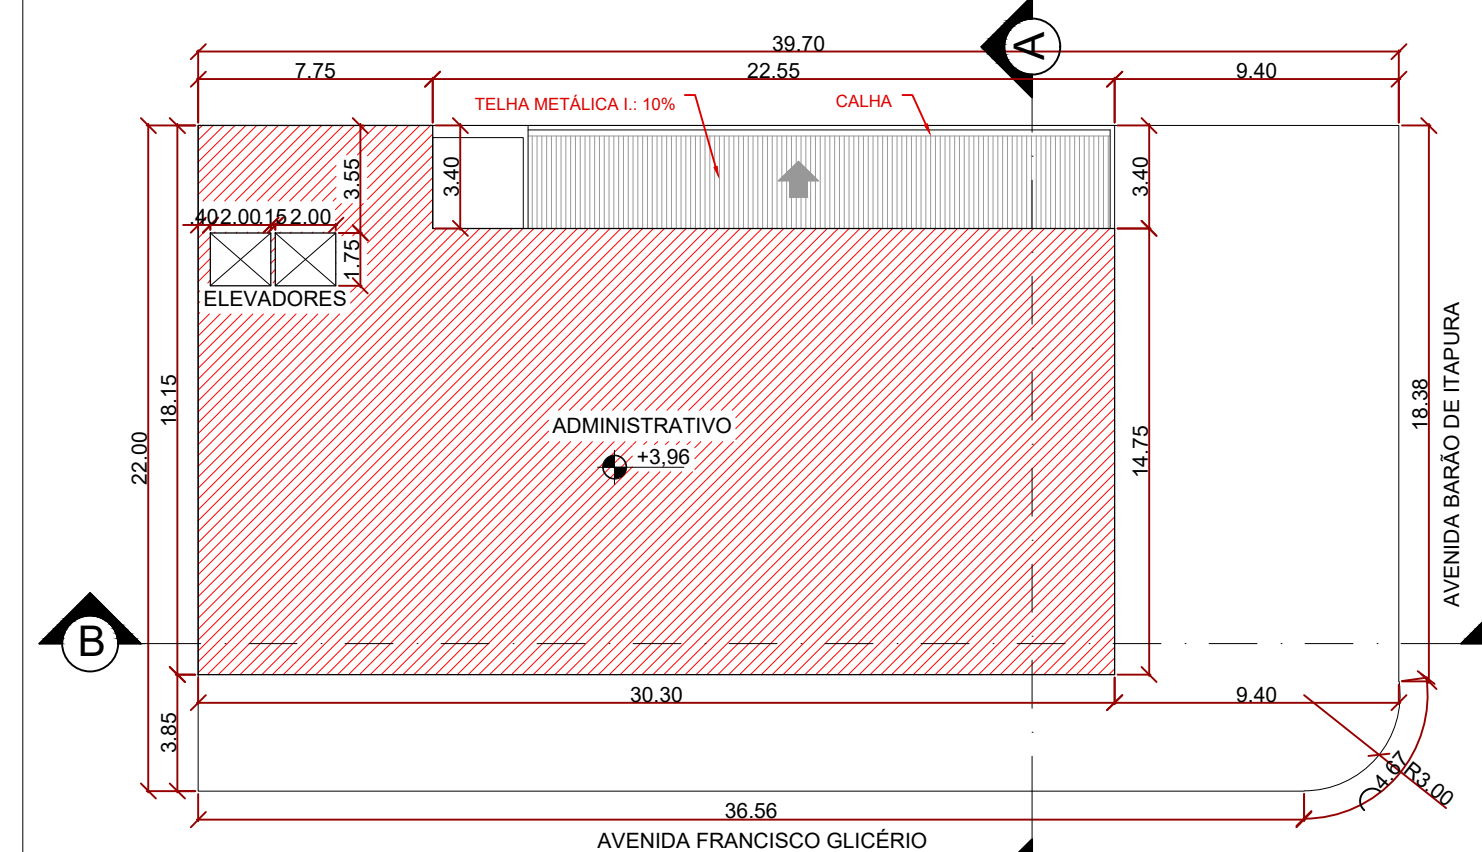 39.70
A
7.75
22.55
9.40
TELHA METÁLICA I.: 10%
CALHA
3.55
3.40
3.40
.40
2.00
.15
2.00
1.75
ELEVADORES
18.15
22.00
ADMINISTRATIVO
+3,96
14.75
18.38
AVENIDA BARÃO DE ITAPURA
B
30.30
9.40
3.85
4.67
R3.00
36.56
AVENIDA FRANCISCO GLICÉRIO